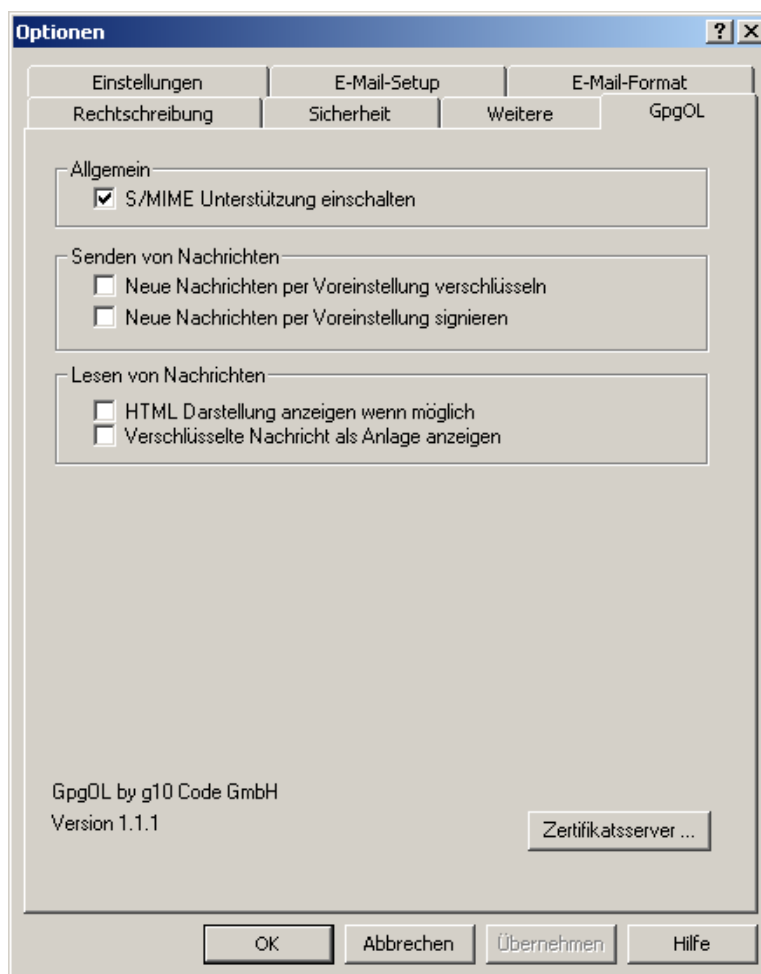 Optionen
Einstellungen
E-Mail-Setup
E-Mail-Format
Rechtschreibung
Sicherheit
Weitere
GpgOL
Allgemein
S/MIME Unterstützung einschalten
Senden von Nachrichten
Neue Nachrichten per Voreinstellung verschlüsseln
Neue Nachrichten per Voreinstellung signieren
Lesen von Nachrichten
HTML Darstellung anzeigen wenn möglich
Verschlüsselte Nachricht als Anlage anzeigen
GpgOL by g10 Code GmbH
Version 1.1.1
Zertifikatsserver ...
OK
Abbrechen
Übernehmen
Hilfe